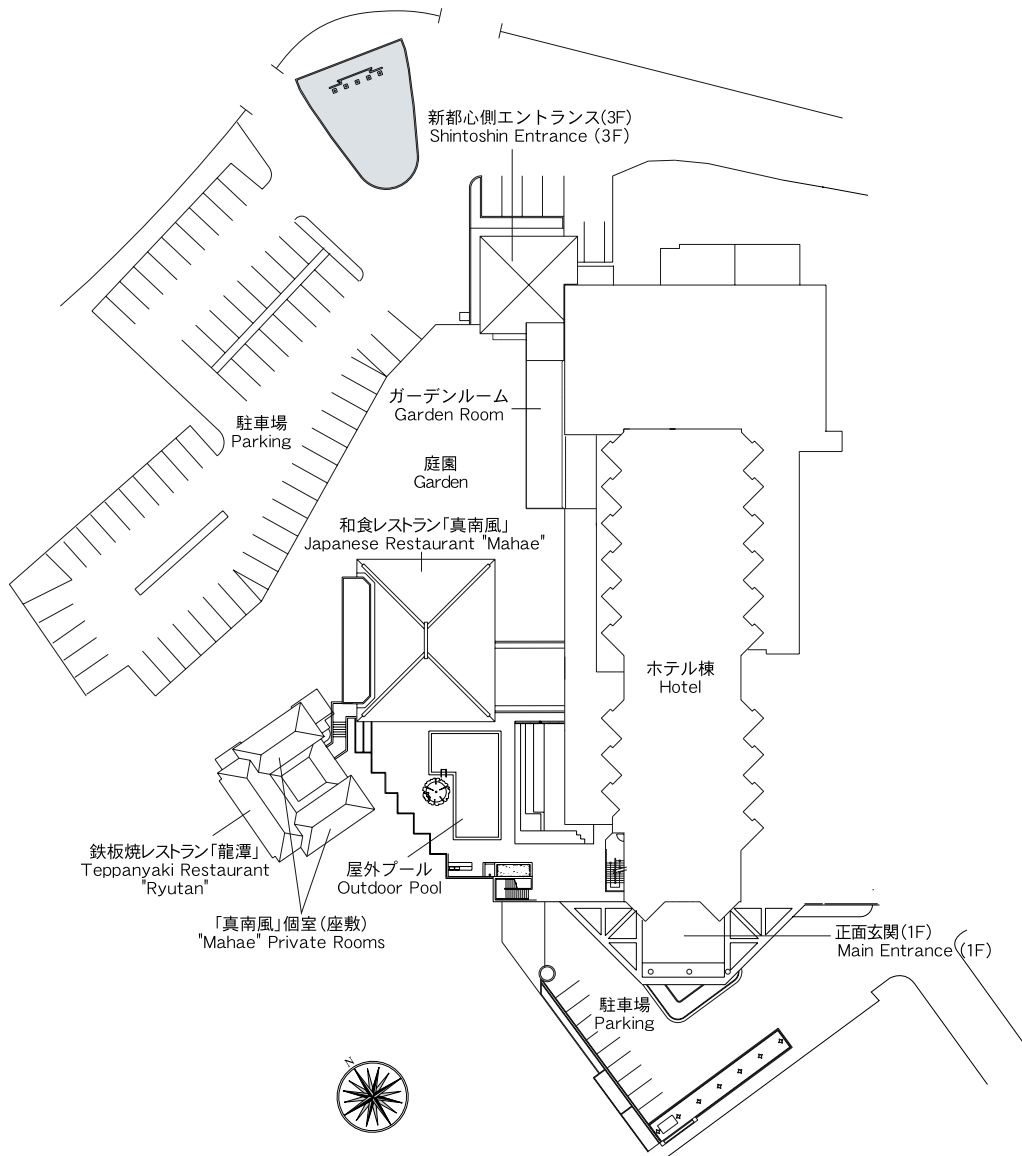 新都心側エントランス(3F)
Shintoshin Entrance (3F)
ガーデンルーム
Garden Room
駐車場
Parking
庭園
Garden
和食レストラン「真南風」
Japanese Restaurant "Mahae"
ホテル棟
Hotel
鉄板焼レストラン「龍潭」
Teppanyaki Restaurant
"Ryutan"
屋外プール
Outdoor Pool
「真南風」個室(座敷)
"Mahae" Private Rooms
正面玄関(1F)
Main Entrance (1F)
駐車場
Parking
N